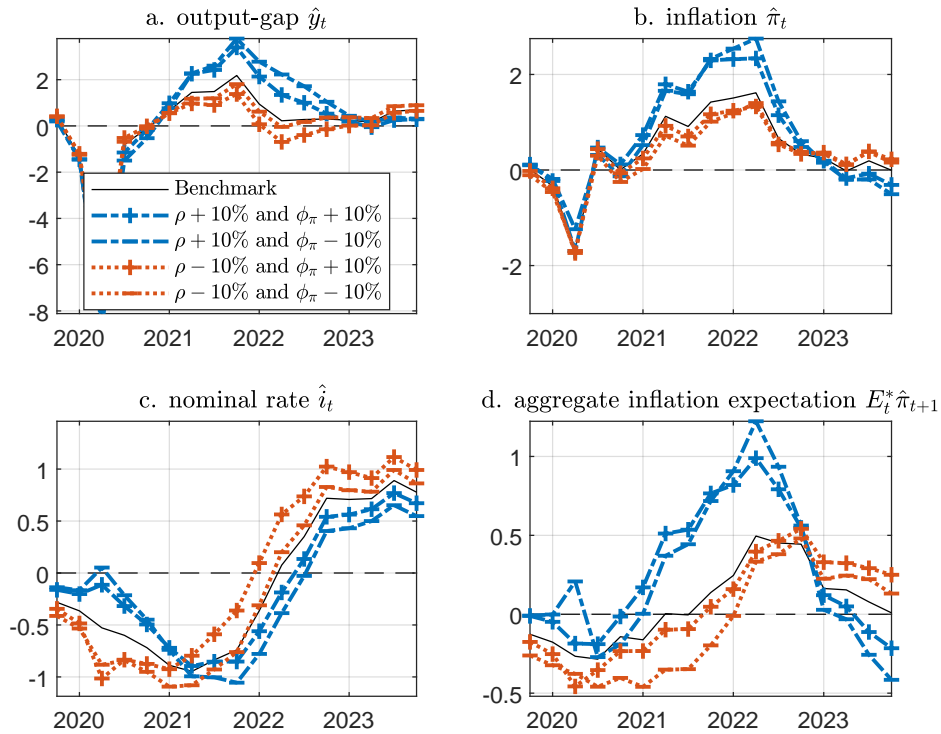 a. output-gap ŷ_t
2
0
-2
-4
-6
-8
2020 2021 2022 2023
Benchmark
ρ + 10% and ϕ_π + 10%
ρ + 10% and ϕ_π − 10%
ρ − 10% and ϕ_π + 10%
ρ − 10% and ϕ_π − 10%
b. inflation π̂_t
2
0
-2
2020 2021 2022 2023
c. nominal rate î_t
1
0.5
0
-0.5
-1
2020 2021 2022 2023
d. aggregate inflation expectation E*_t π̂_{t+1}
1
0.5
0
-0.5
2020 2021 2022 2023